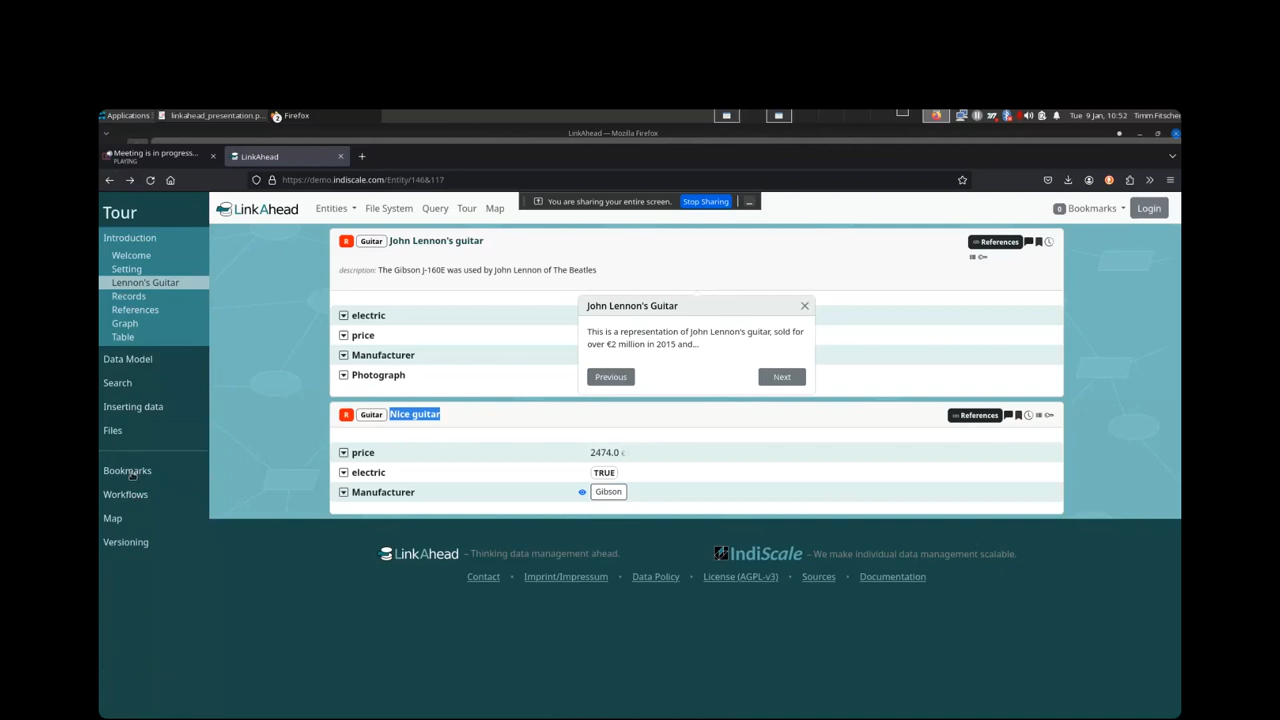 Applications linkahead_presentation.p... Firefox Tue 9 Jan, 10:52 Timm.Fitschen
LinkAhead — Mozilla Firefox
Meeting is in progress...
PLAYING
LinkAhead
https://demo.indiscale.com/Entity/146&117
Tour
Introduction
Welcome
Setting
Lennon's Guitar
Records
References
Graph
Table
Data Model
Search
Inserting data
Files
Bookmarks
Workflows
Map
Versioning
LinkAhead Entities File System Query Tour Map
You are sharing your entire screen. Stop Sharing
0 Bookmarks Login
R Guitar John Lennon's guitar
References
description: The Gibson J-160E was used by John Lennon of The Beatles
electric
price
Manufacturer
Photograph
John Lennon's Guitar
This is a representation of John Lennon's guitar, sold for
over €2 million in 2015 and...
Previous Next
R Guitar Nice guitar
References
price 2474.0 €
electric TRUE
Manufacturer Gibson
LinkAhead – Thinking data management ahead.
IndiScale – We make individual data management scalable.
Contact • Imprint/Impressum • Data Policy • License (AGPL-v3) • Sources • Documentation